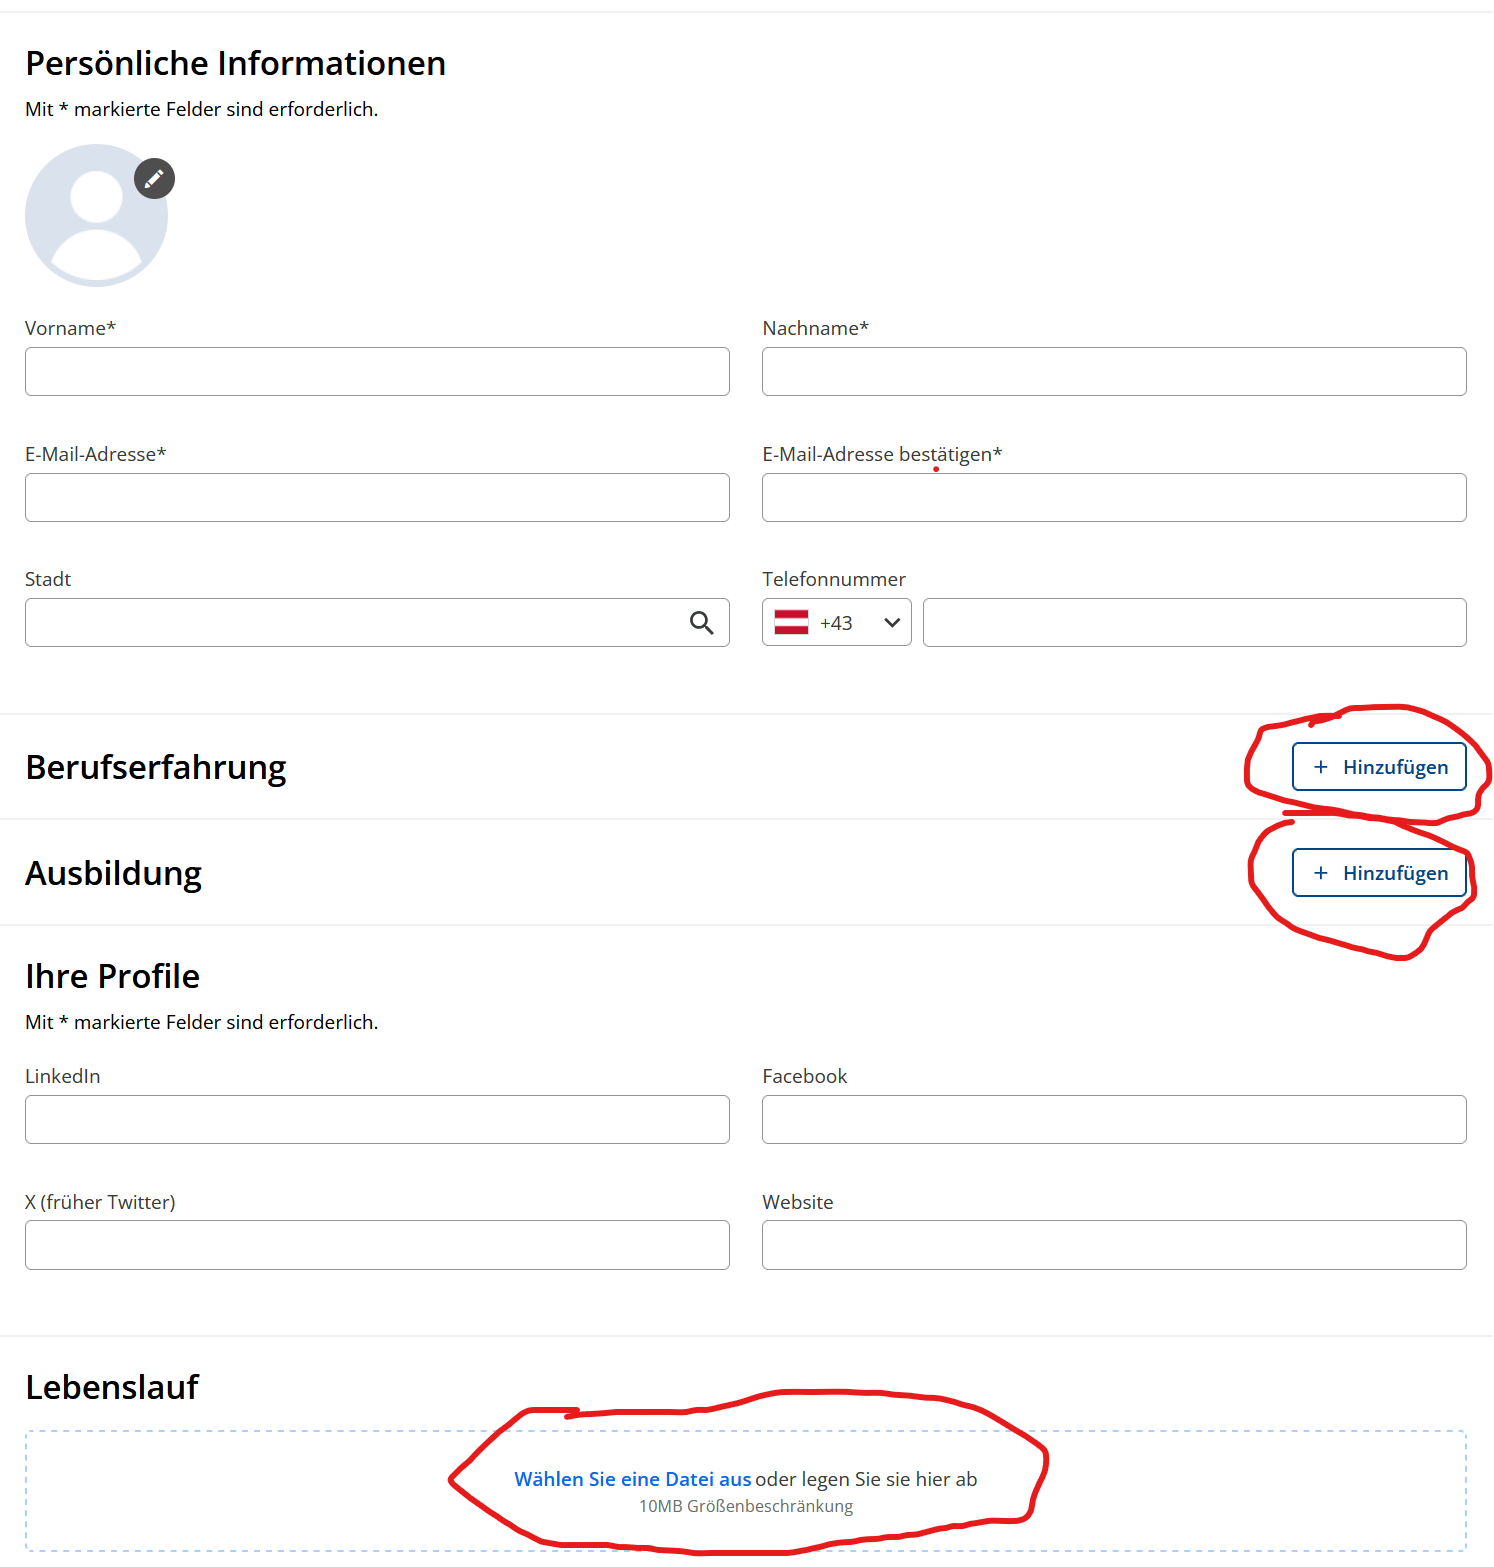 Persönliche Informationen
Mit * markierte Felder sind erforderlich.
Vorname*
Nachname*
E-Mail-Adresse*
E-Mail-Adresse bestätigen*
Stadt
Telefonnummer
+43
Berufserfahrung
+ Hinzufügen
Ausbildung
+ Hinzufügen
Ihre Profile
Mit * markierte Felder sind erforderlich.
LinkedIn
Facebook
X (früher Twitter)
Website
Lebenslauf
Wählen Sie eine Datei aus oder legen Sie sie hier ab
10MB Größenbeschränkung